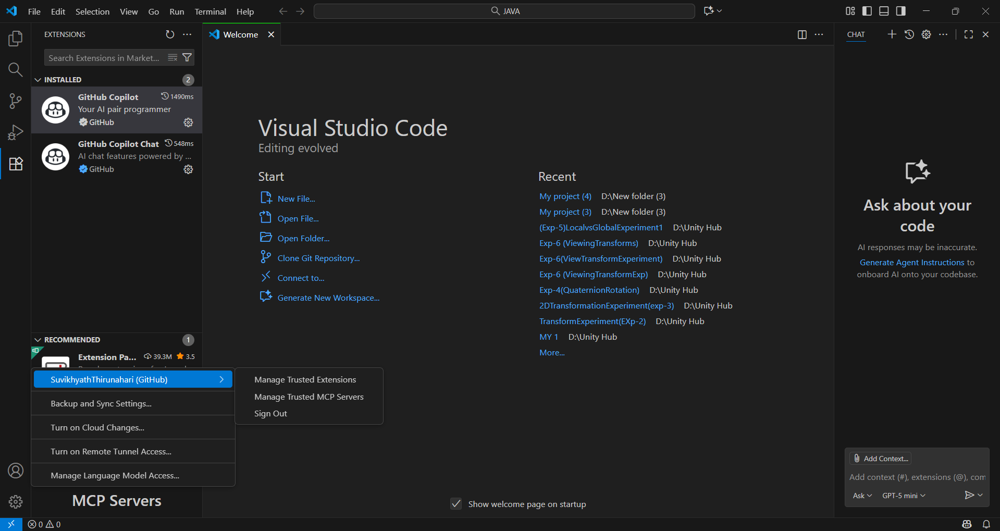 File Edit Selection View Go Run Terminal Help
JAVA
EXTENSIONS
Search Extensions in Market...
INSTALLED 2
GitHub Copilot 1490ms
Your AI pair programmer
GitHub
GitHub Copilot Chat 548ms
AI chat features powered by ...
GitHub
RECOMMENDED 1
Extension Pa... 39.3M 3.5
SuvikhyathThirunahari (GitHub)
Backup and Sync Settings...
Turn on Cloud Changes...
Turn on Remote Tunnel Access...
Manage Language Model Access...
Manage Trusted Extensions
Manage Trusted MCP Servers
Sign Out
MCP Servers
Welcome
Visual Studio Code
Editing evolved
Start
New File...
Open File...
Open Folder...
Clone Git Repository...
Connect to...
Generate New Workspace...
Recent
My project (4) D:\New folder (3)
My project (3) D:\New folder (3)
(Exp-5)LocalvsGlobalExperiment1 D:\Unity Hub
Exp-6 (ViewingTransforms) D:\Unity Hub
Exp-6(ViewTransformExperiment) D:\Unity Hub
Exp-6 (ViewingTransformExp) D:\Unity Hub
Exp-4(QuaternionRotation) D:\Unity Hub
2DTransformationExperiment(exp-3) D:\Unity Hub
TransformExperiment(EXp-2) D:\Unity Hub
MY 1 D:\Unity Hub
More...
Show welcome page on startup
CHAT
Ask about your
code
AI responses may be inaccurate.
Generate Agent Instructions to
onboard AI onto your codebase.
Add Context...
Add context (#), extensions (@), com
Ask GPT-5 mini
0 0